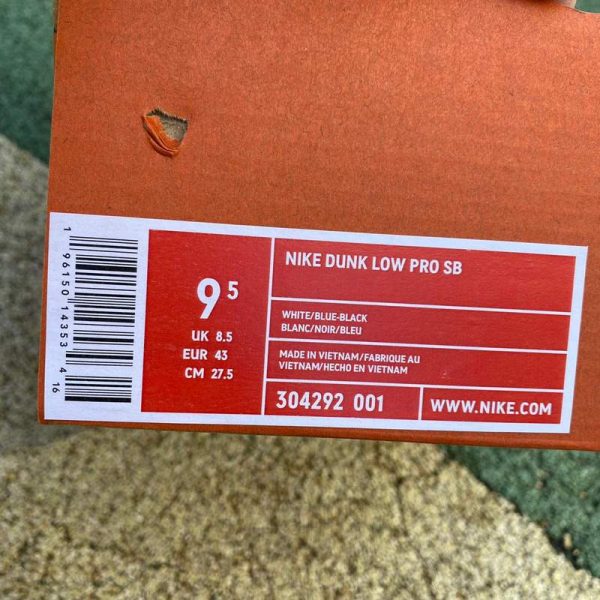 1 96150 14353 4 16
9 5
UK 8.5
EUR 43
CM 27.5
NIKE DUNK LOW PRO SB
WHITE/BLUE-BLACK
BLANC/NOIR/BLEU
MADE IN VIETNAM/FABRIQUE AU
VIETNAM/HECHO EN VIETNAM
304292 001
WWW.NIKE.COM